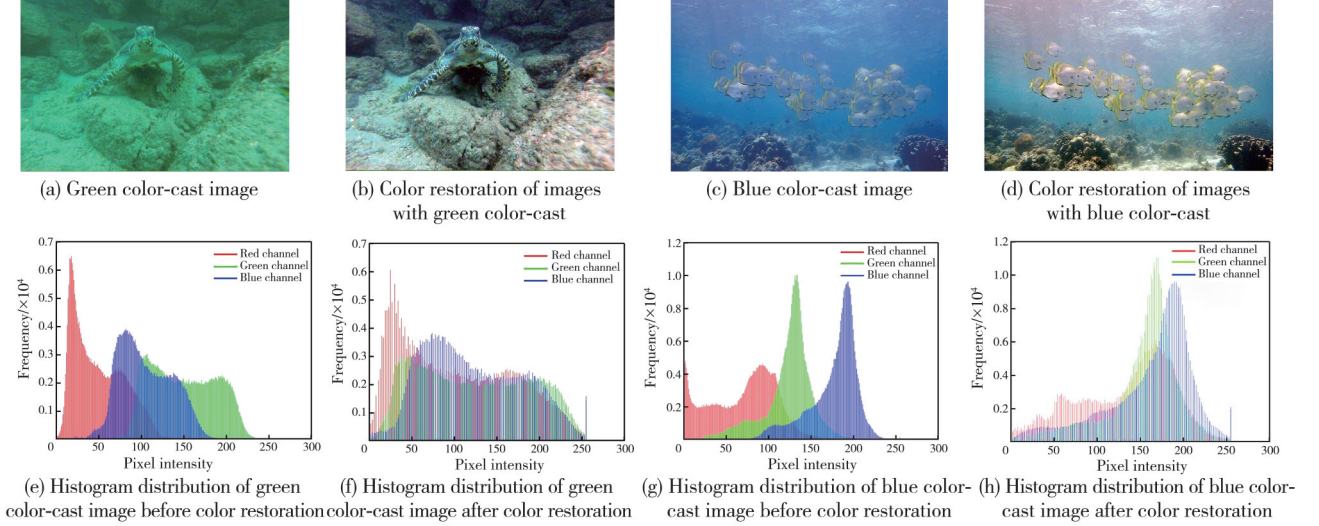 (a) Green color-cast image
(b) Color restoration of images
with green color-cast
(c) Blue color-cast image
(d) Color restoration of images
with blue color-cast
0.7
0.6
0.5
0.4
0.3
0.2
0.1
Frequency/×10⁴
Red channel
Green channel
Blue channel
0
50
100
150
200
250
300
Pixel intensity
(e) Histogram distribution of green
color-cast image before color restoration
0.7
0.6
0.5
0.4
0.3
0.2
0.1
Frequency/×10⁴
Red channel
Green channel
Blue channel
0
50
100
150
200
250
300
Pixel intensity
(f) Histogram distribution of green
color-cast image after color restoration
1.2
1.0
0.8
0.6
0.4
0.2
Frequency/×10⁴
Red channel
Green channel
Blue channel
0
50
100
150
200
250
300
Pixel intensity
(g) Histogram distribution of blue color-
cast image before color restoration
1.2
1.0
0.8
0.6
0.4
0.2
Frequency/×10⁴
Red channel
Green channel
Blue channel
0
50
100
150
200
250
300
Pixel intensity
(h) Histogram distribution of blue color-
cast image after color restoration